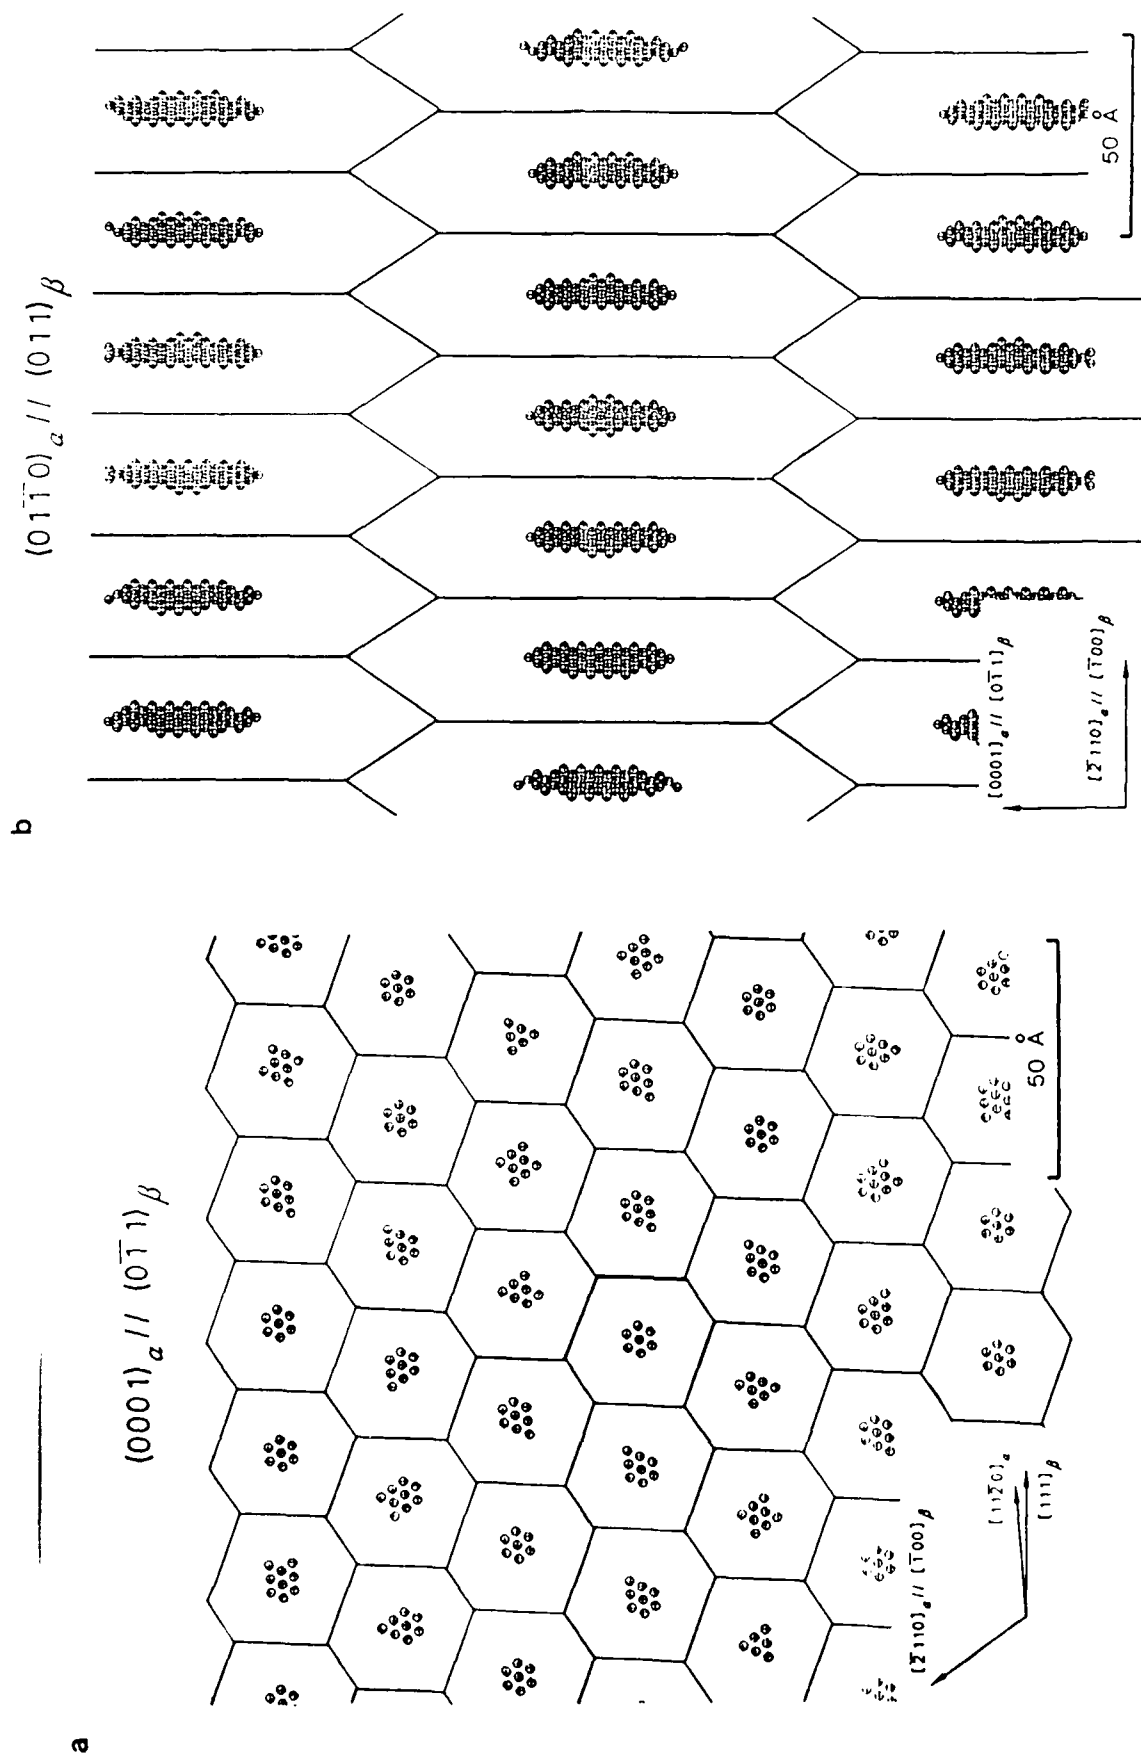 a
(0001)ₐ // (01̅1)ᵦ
[2̅110]ₐ // [1̅00]ᵦ
[112̅0]ₐ
[111]ᵦ
50 Å
b
(011̅0)ₐ // (011)ᵦ
[0001]ₐ // [01̅1]ᵦ
[2̅110]ₐ // [1̅00]ᵦ
50 Å